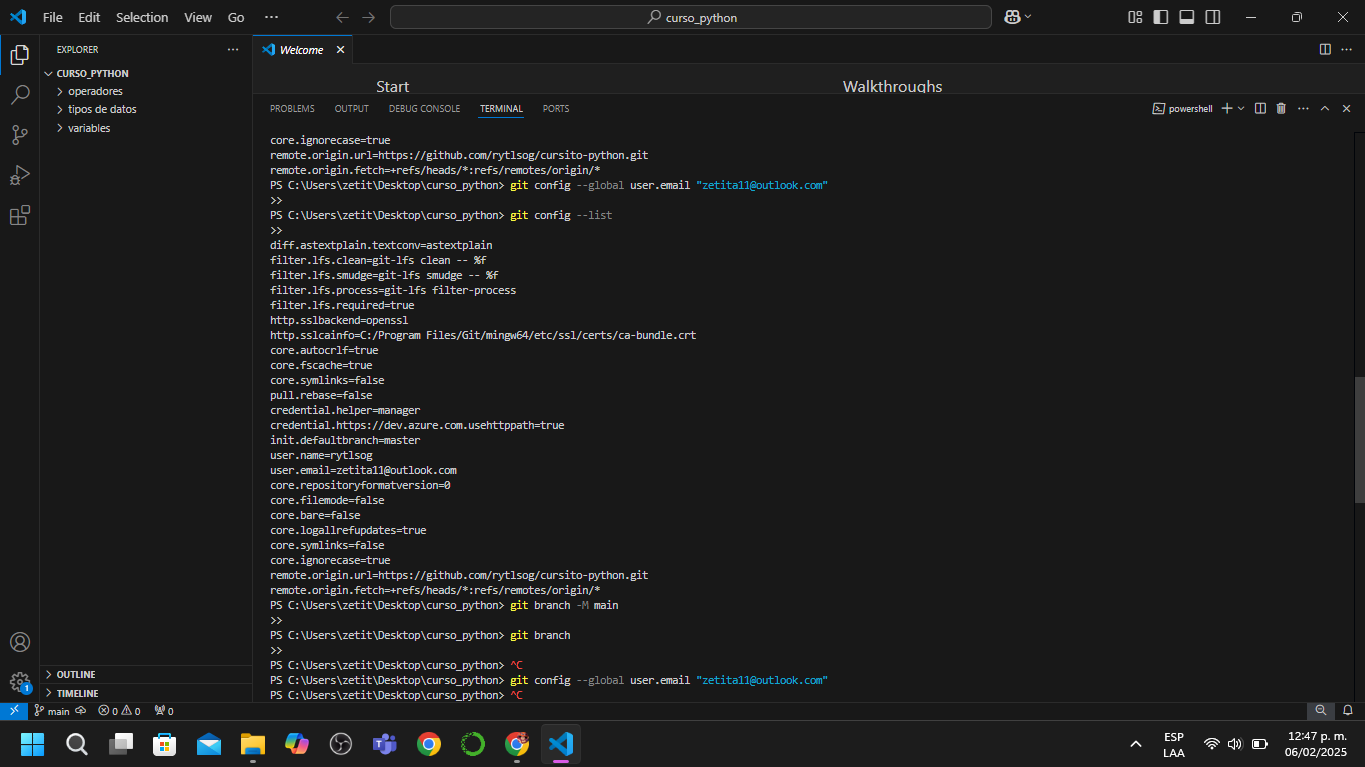 File Edit Selection View Go ··· curso_python
EXPLORER ···
Welcome
CURSO_PYTHON
operadores
tipos de datos
variables
Start Walkthroughs
PROBLEMS OUTPUT DEBUG CONSOLE TERMINAL PORTS powershell
core.ignorecase=true
remote.origin.url=https://github.com/rytlsog/cursito-python.git
remote.origin.fetch=+refs/heads/*:refs/remotes/origin/*
PS C:\Users\zetit\Desktop\curso_python> git config --global user.email "zetita11@outlook.com"
>>
PS C:\Users\zetit\Desktop\curso_python> git config --list
>>
diff.astextplain.textconv=astextplain
filter.lfs.clean=git-lfs clean -- %f
filter.lfs.smudge=git-lfs smudge -- %f
filter.lfs.process=git-lfs filter-process
filter.lfs.required=true
http.sslbackend=openssl
http.sslcainfo=C:/Program Files/Git/mingw64/etc/ssl/certs/ca-bundle.crt
core.autocrlf=true
core.fscache=true
core.symlinks=false
pull.rebase=false
credential.helper=manager
credential.https://dev.azure.com.usehttppath=true
init.defaultbranch=master
user.name=rytlsog
user.email=zetita11@outlook.com
core.repositoryformatversion=0
core.filemode=false
core.bare=false
core.logallrefupdates=true
core.symlinks=false
core.ignorecase=true
remote.origin.url=https://github.com/rytlsog/cursito-python.git
remote.origin.fetch=+refs/heads/*:refs/remotes/origin/*
PS C:\Users\zetit\Desktop\curso_python> git branch -M main
>>
PS C:\Users\zetit\Desktop\curso_python> git branch
>>
PS C:\Users\zetit\Desktop\curso_python> ^C
PS C:\Users\zetit\Desktop\curso_python> git config --global user.email "zetita11@outlook.com"
PS C:\Users\zetit\Desktop\curso_python> ^C
OUTLINE
TIMELINE
1
main 0 0 0
ESP
LAA
12:47 p. m.
06/02/2025